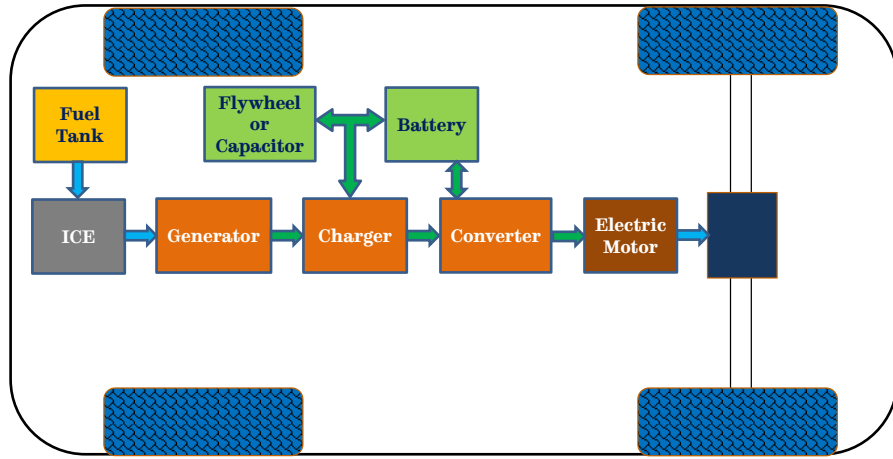 Fuel
Tank
Flywheel
or
Capacitor
Battery
ICE
Generator
Charger
Converter
Electric
Motor